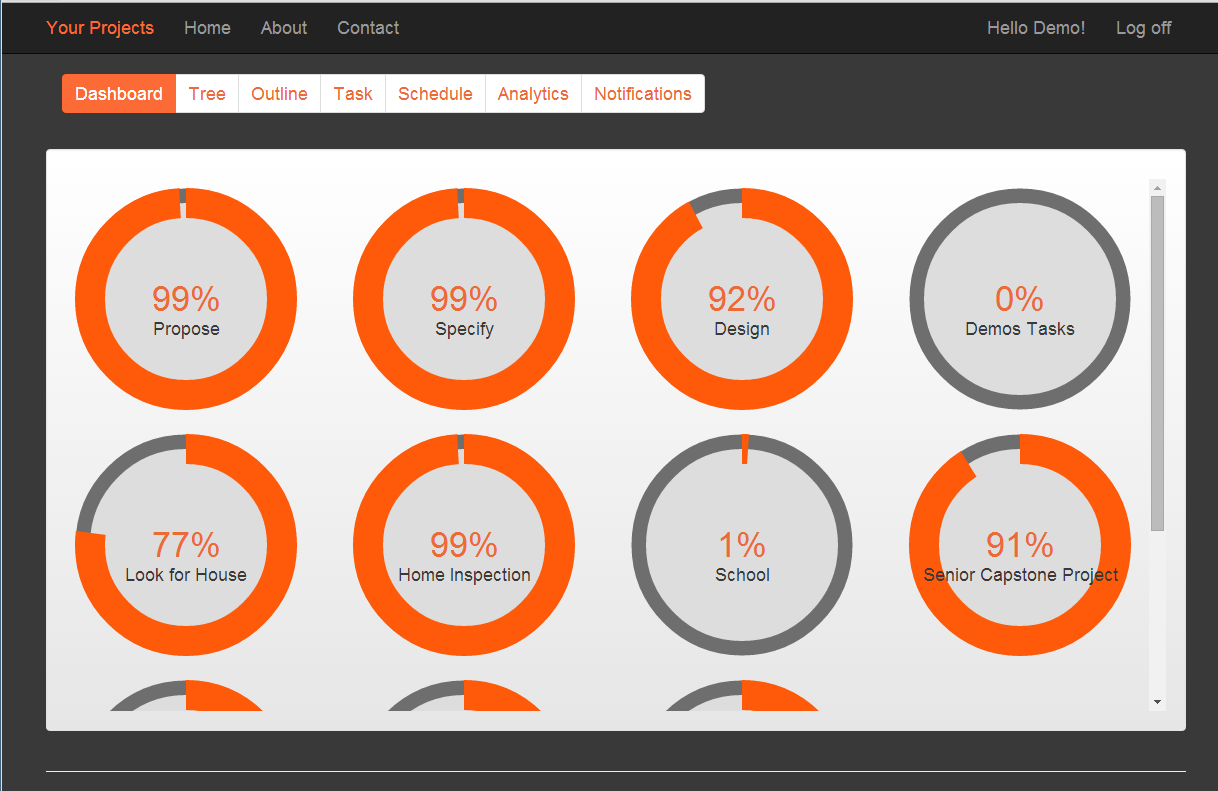 Your Projects Home About Contact Hello Demo! Log off
Dashboard Tree Outline Task Schedule Analytics Notifications
99% 99% 92% 0%
Propose Specify Design Demos Tasks
77% 99% 1% 91%
Look for House Home Inspection School Senior Capstone Project